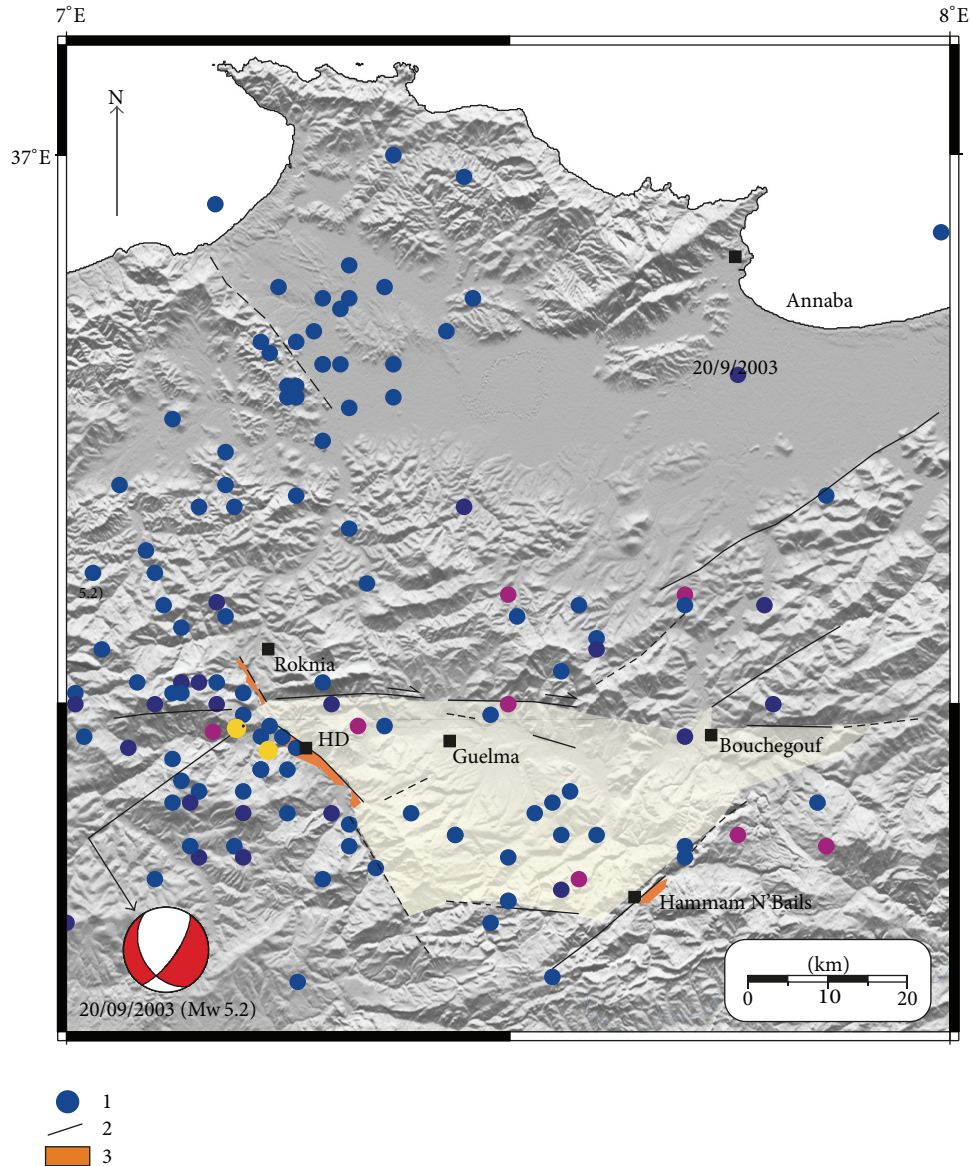 7°E
8°E
N
37°E
Annaba
20/9/2003
5.2)
Roknia
HD
Guelma
Bouchegouf
Hammam N'Bails
20/09/2003 (Mw 5.2)
(km)
0 10 20
1
2
3